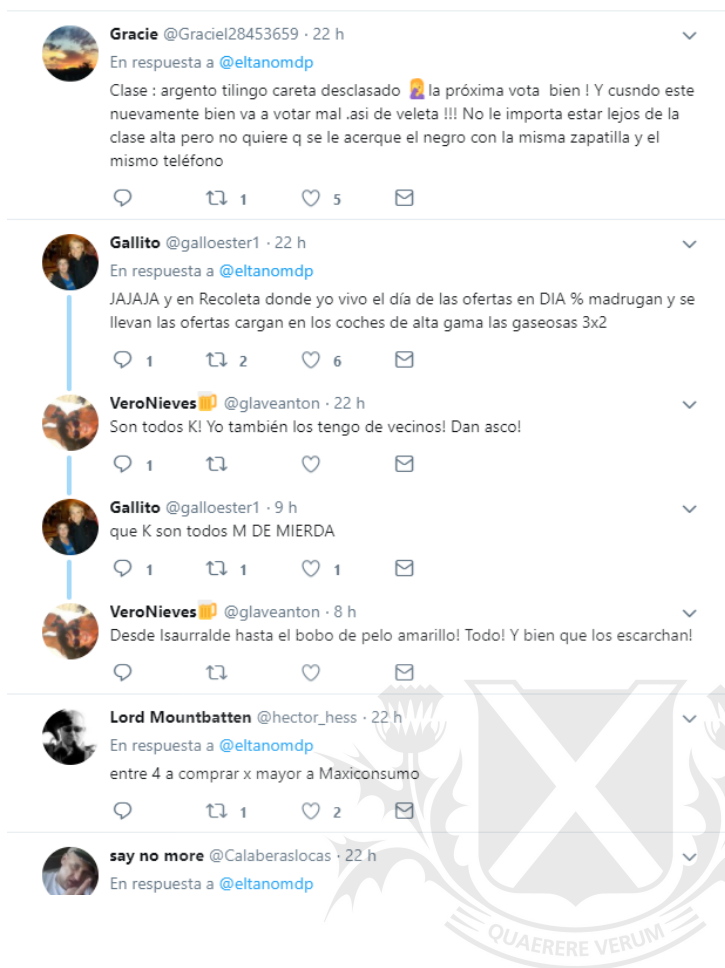 Gracie @Graciel28453659 · 22 h
En respuesta a @eltanomdp
Clase : argento tilingo careta desclasado 🤦‍♀️ la próxima vota bien ! Y cusndo este
nuevamente bien va a votar mal .asi de veleta !!! No le importa estar lejos de la
clase alta pero no quiere q se le acerque el negro con la misma zapatilla y el
mismo teléfono
1 5
Gallito @galloester1 · 22 h
En respuesta a @eltanomdp
JAJAJA y en Recoleta donde yo vivo el día de las ofertas en DIA % madrugan y se
llevan las ofertas cargan en los coches de alta gama las gaseosas 3x2
1 2 6
VeroNieves🍺 @glaveanton · 22 h
Son todos K! Yo también los tengo de vecinos! Dan asco!
1
Gallito @galloester1 · 9 h
que K son todos M DE MIERDA
1 1 1
VeroNieves🍺 @glaveanton · 8 h
Desde Isaurralde hasta el bobo de pelo amarillo! Todo! Y bien que los escarchan!
Lord Mountbatten @hector_hess · 22 h
En respuesta a @eltanomdp
entre 4 a comprar x mayor a Maxiconsumo
1 2
say no more @Calaberaslocas · 22 h
En respuesta a @eltanomdp
QUAERERE VERUM